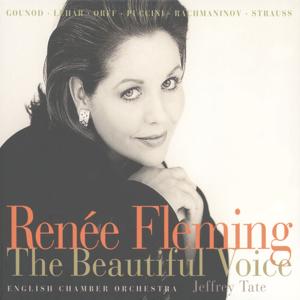 GOUNOD · LEHÁR · ORFF · PUCCINI · RACHMANINOV · STRAUSS
Renée Fleming
The Beautiful Voice
ENGLISH CHAMBER ORCHESTRA Jeffrey Tate